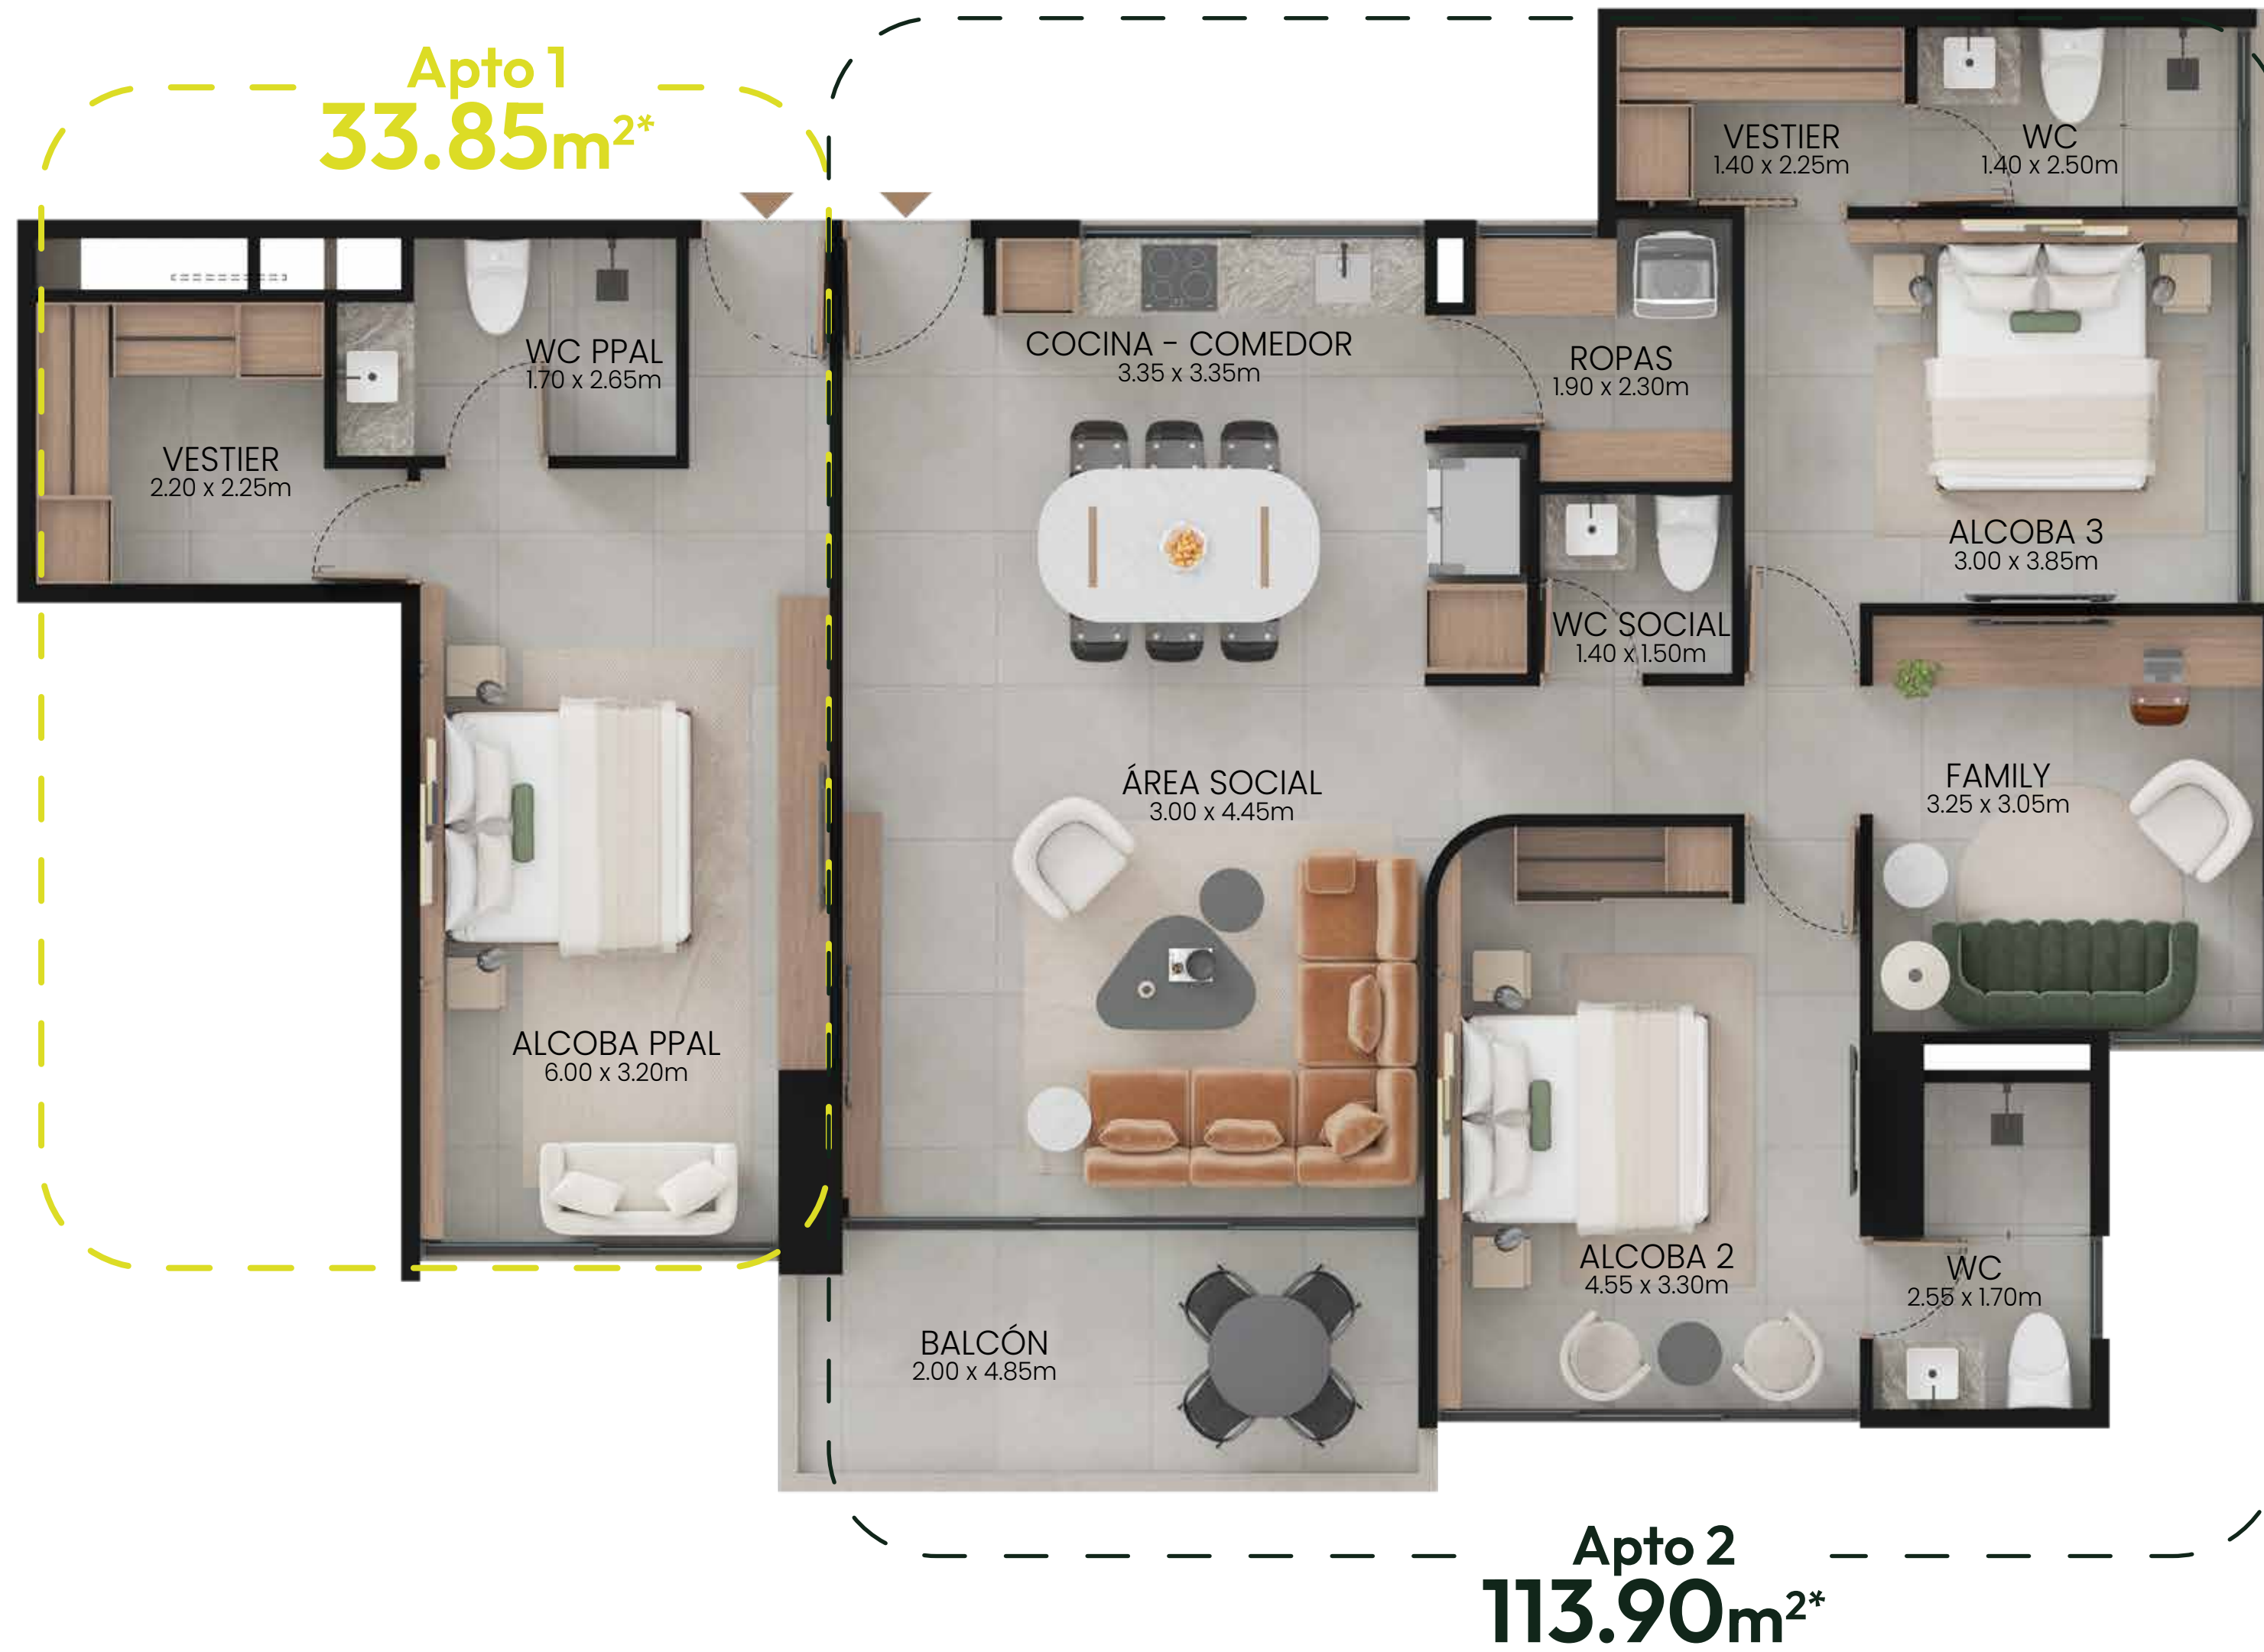 Apto 1
33.85m²*
VESTIER
1.40 x 2.25m
WC
1.40 x 2.50m
WC PPAL
1.70 x 2.65m
COCINA - COMEDOR
3.35 x 3.35m
ROPAS
1.90 x 2.30m
VESTIER
2.20 x 2.25m
ALCOBA 3
3.00 x 3.85m
WC SOCIAL
1.40 x 1.50m
ÁREA SOCIAL
3.00 x 4.45m
FAMILY
3.25 x 3.05m
ALCOBA PPAL
6.00 x 3.20m
ALCOBA 2
4.55 x 3.30m
WC
2.55 x 1.70m
BALCÓN
2.00 x 4.85m
Apto 2
113.90m²*